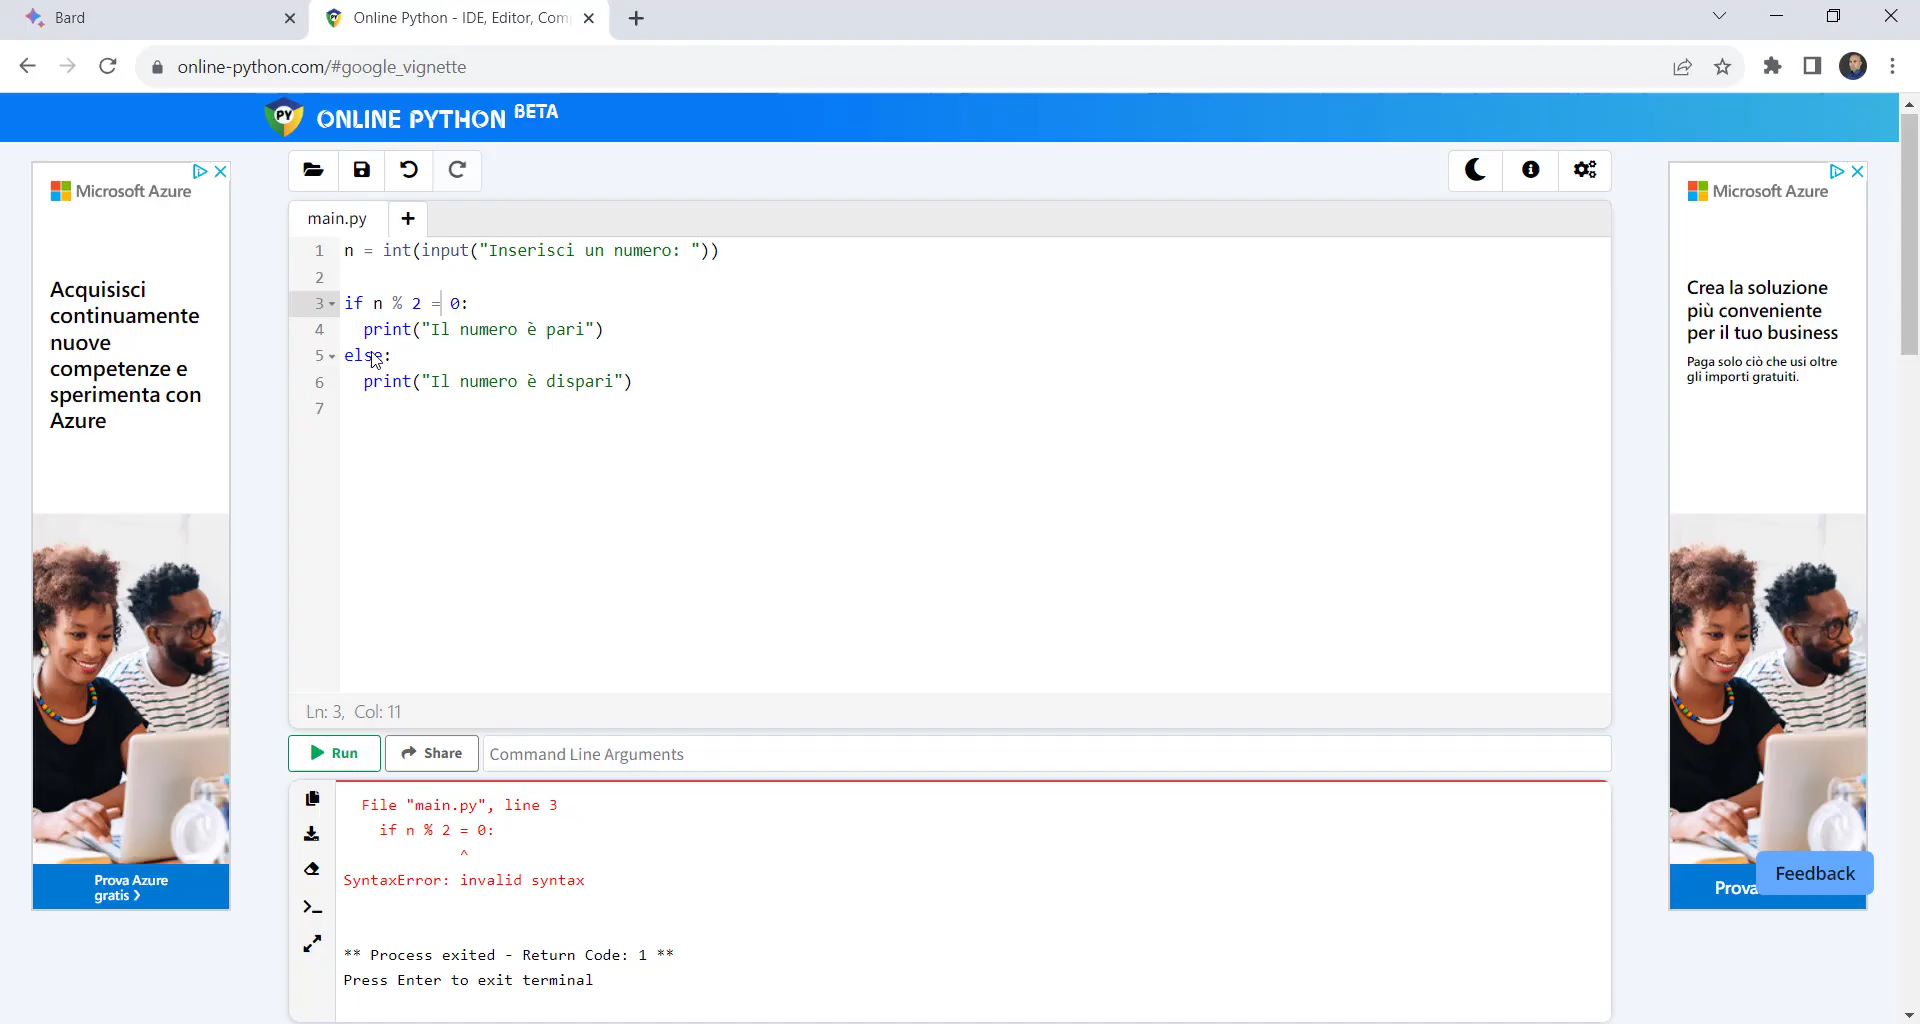 Bard
Online Python - IDE, Editor, Com
online-python.com/#google_vignette
PY ONLINE PYTHON BETA
Microsoft Azure
Acquisisci
continuamente
nuove
competenze e
sperimenta con
Azure
Prova Azure
gratis >
main.py +
1 n = int(input("Inserisci un numero: "))
2
3 if n % 2 = 0:
4 print("Il numero è pari")
5 else:
6 print("Il numero è dispari")
7
Ln: 3, Col: 11
Run Share Command Line Arguments
File "main.py", line 3
if n % 2 = 0:
^
SyntaxError: invalid syntax
** Process exited - Return Code: 1 **
Press Enter to exit terminal
Microsoft Azure
Crea la soluzione
più conveniente
per il tuo business
Paga solo ciò che usi oltre
gli importi gratuiti.
Prova
Feedback